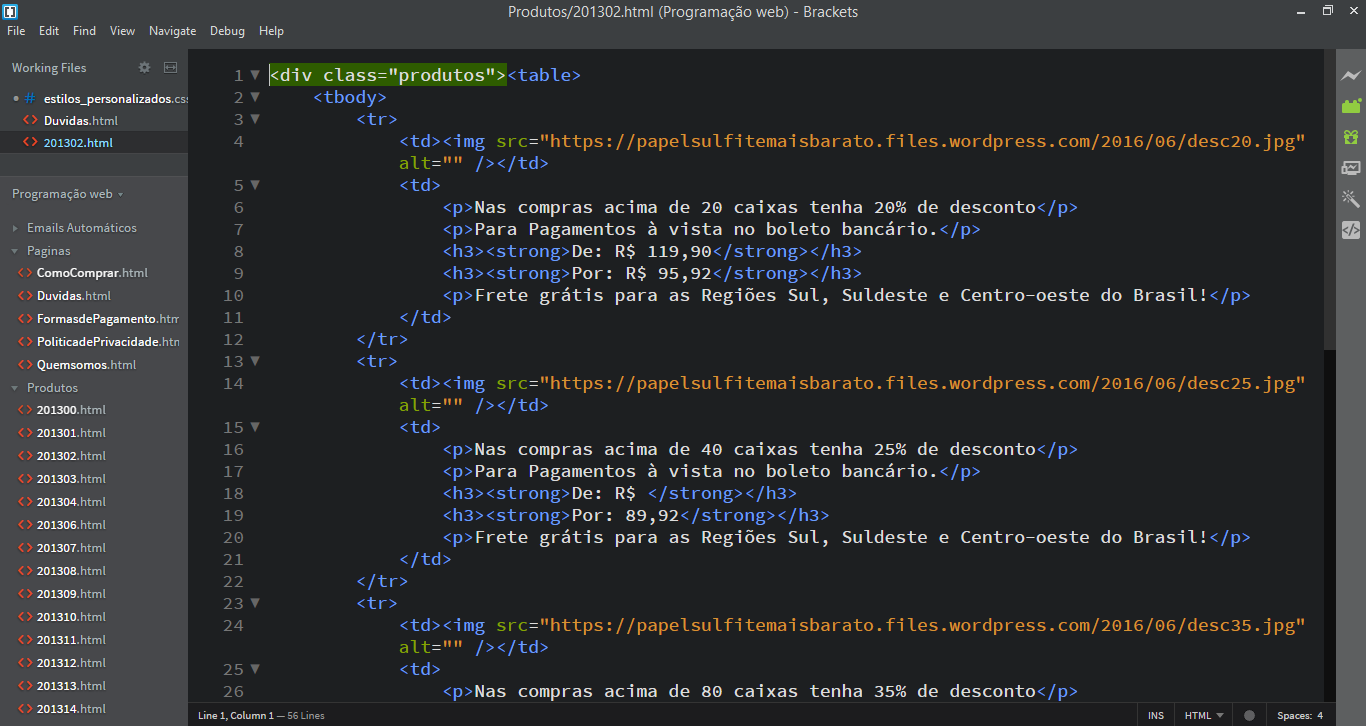 Produtos/201302.html (Programação web) - Brackets
File Edit Find View Navigate Debug Help
Working Files
# estilos_personalizados.css
<> Duvidas.html
<> 201302.html
Programação web
Emails Automáticos
Paginas
<> ComoComprar.html
<> Duvidas.html
<> FormasdePagamento.htm
<> PoliticadePrivacidade.htn
<> Quemsomos.html
Produtos
<> 201300.html
<> 201301.html
<> 201302.html
<> 201303.html
<> 201304.html
<> 201306.html
<> 201307.html
<> 201308.html
<> 201309.html
<> 201310.html
<> 201311.html
<> 201312.html
<> 201313.html
<> 201314.html
1 <div class="produtos"><table>
2 <tbody>
3 <tr>
4 <td><img src="https://papelsulfitemaisbarato.files.wordpress.com/2016/06/desc20.jpg"
alt="" /></td>
5 <td>
6 <p>Nas compras acima de 20 caixas tenha 20% de desconto</p>
7 <p>Para Pagamentos à vista no boleto bancário.</p>
8 <h3><strong>De: R$ 119,90</strong></h3>
9 <h3><strong>Por: R$ 95,92</strong></h3>
10 <p>Frete grátis para as Regiões Sul, Suldeste e Centro-oeste do Brasil!</p>
11 </td>
12 </tr>
13 <tr>
14 <td><img src="https://papelsulfitemaisbarato.files.wordpress.com/2016/06/desc25.jpg"
alt="" /></td>
15 <td>
16 <p>Nas compras acima de 40 caixas tenha 25% de desconto</p>
17 <p>Para Pagamentos à vista no boleto bancário.</p>
18 <h3><strong>De: R$ </strong></h3>
19 <h3><strong>Por: 89,92</strong></h3>
20 <p>Frete grátis para as Regiões Sul, Suldeste e Centro-oeste do Brasil!</p>
21 </td>
22 </tr>
23 <tr>
24 <td><img src="https://papelsulfitemaisbarato.files.wordpress.com/2016/06/desc35.jpg"
alt="" /></td>
25 <td>
26 <p>Nas compras acima de 80 caixas tenha 35% de desconto</p>
Line 1, Column 1 — 56 Lines
INS HTML Spaces: 4